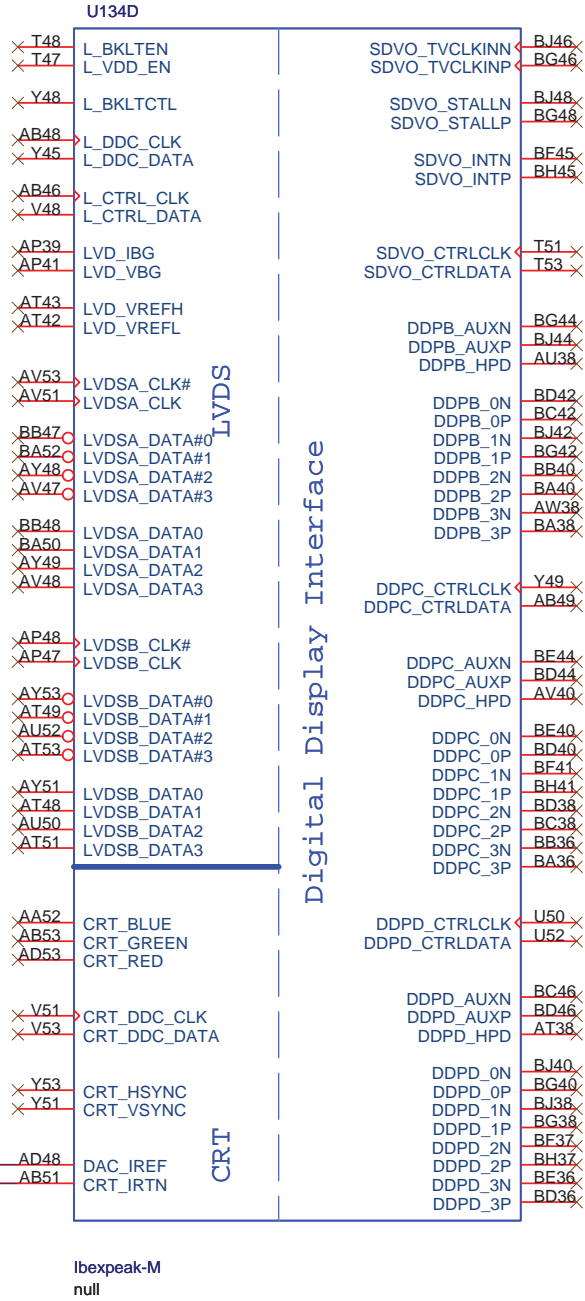 U134D
T48 L_BKLTEN SDVO_TVCLKINN BJ46
T47 L_VDD_EN SDVO_TVCLKINP BG46
Y48 L_BKLTCTL SDVO_STALLN BJ48
SDVO_STALLP BG48
AB48 L_DDC_CLK
Y45 L_DDC_DATA SDVO_INTN BF45
SDVO_INTP BH45
AB46 L_CTRL_CLK
V48 L_CTRL_DATA
AP39 LVD_IBG SDVO_CTRLCLK T51
AP41 LVD_VBG SDVO_CTRLDATA T53
AT43 LVD_VREFH
AT42 LVD_VREFL DDPB_AUXN BG44
DDPB_AUXP BJ44
DDPB_HPD AU38
AV53 LVDSA_CLK#
AV51 LVDSA_CLK DDPB_0N BD42
DDPB_0P BC42
BB47 LVDSA_DATA#0 DDPB_1N BJ42
BA52 LVDSA_DATA#1 DDPB_1P BG42
AY48 LVDSA_DATA#2 DDPB_2N BB40
AV47 LVDSA_DATA#3 DDPB_2P BA40
DDPB_3N AW38
BB48 LVDSA_DATA0 DDPB_3P BA38
BA50 LVDSA_DATA1
AY49 LVDSA_DATA2
AV48 LVDSA_DATA3 DDPC_CTRLCLK Y49
DDPC_CTRLDATA AB49
LVDS
AP48 LVDSB_CLK#
AP47 LVDSB_CLK DDPC_AUXN BE44
DDPC_AUXP BD44
AY53 LVDSB_DATA#0 DDPC_HPD AV40
AT49 LVDSB_DATA#1
AU52 LVDSB_DATA#2 DDPC_0N BE40
AT53 LVDSB_DATA#3 DDPC_0P BD40
DDPC_1N BF41
AY51 LVDSB_DATA0 DDPC_1P BH41
AT48 LVDSB_DATA1 DDPC_2N BD38
AU50 LVDSB_DATA2 DDPC_2P BC38
AT51 LVDSB_DATA3 DDPC_3N BB36
DDPC_3P BA36
Digital Display Interface
AA52 CRT_BLUE DDPD_CTRLCLK U50
AB53 CRT_GREEN DDPD_CTRLDATA U52
AD53 CRT_RED
DDPD_AUXN BC46
V51 CRT_DDC_CLK DDPD_AUXP BD46
V53 CRT_DDC_DATA DDPD_HPD AT38
DDPD_0N BJ40
Y53 CRT_HSYNC DDPD_0P BG40
Y51 CRT_VSYNC DDPD_1N BJ38
DDPD_1P BG38
DDPD_2N BF37
AD48 DAC_IREF DDPD_2P BH37
AB51 CRT_IRTN DDPD_3N BE36
DDPD_3P BD36
CRT
Ibexpeak-M
null